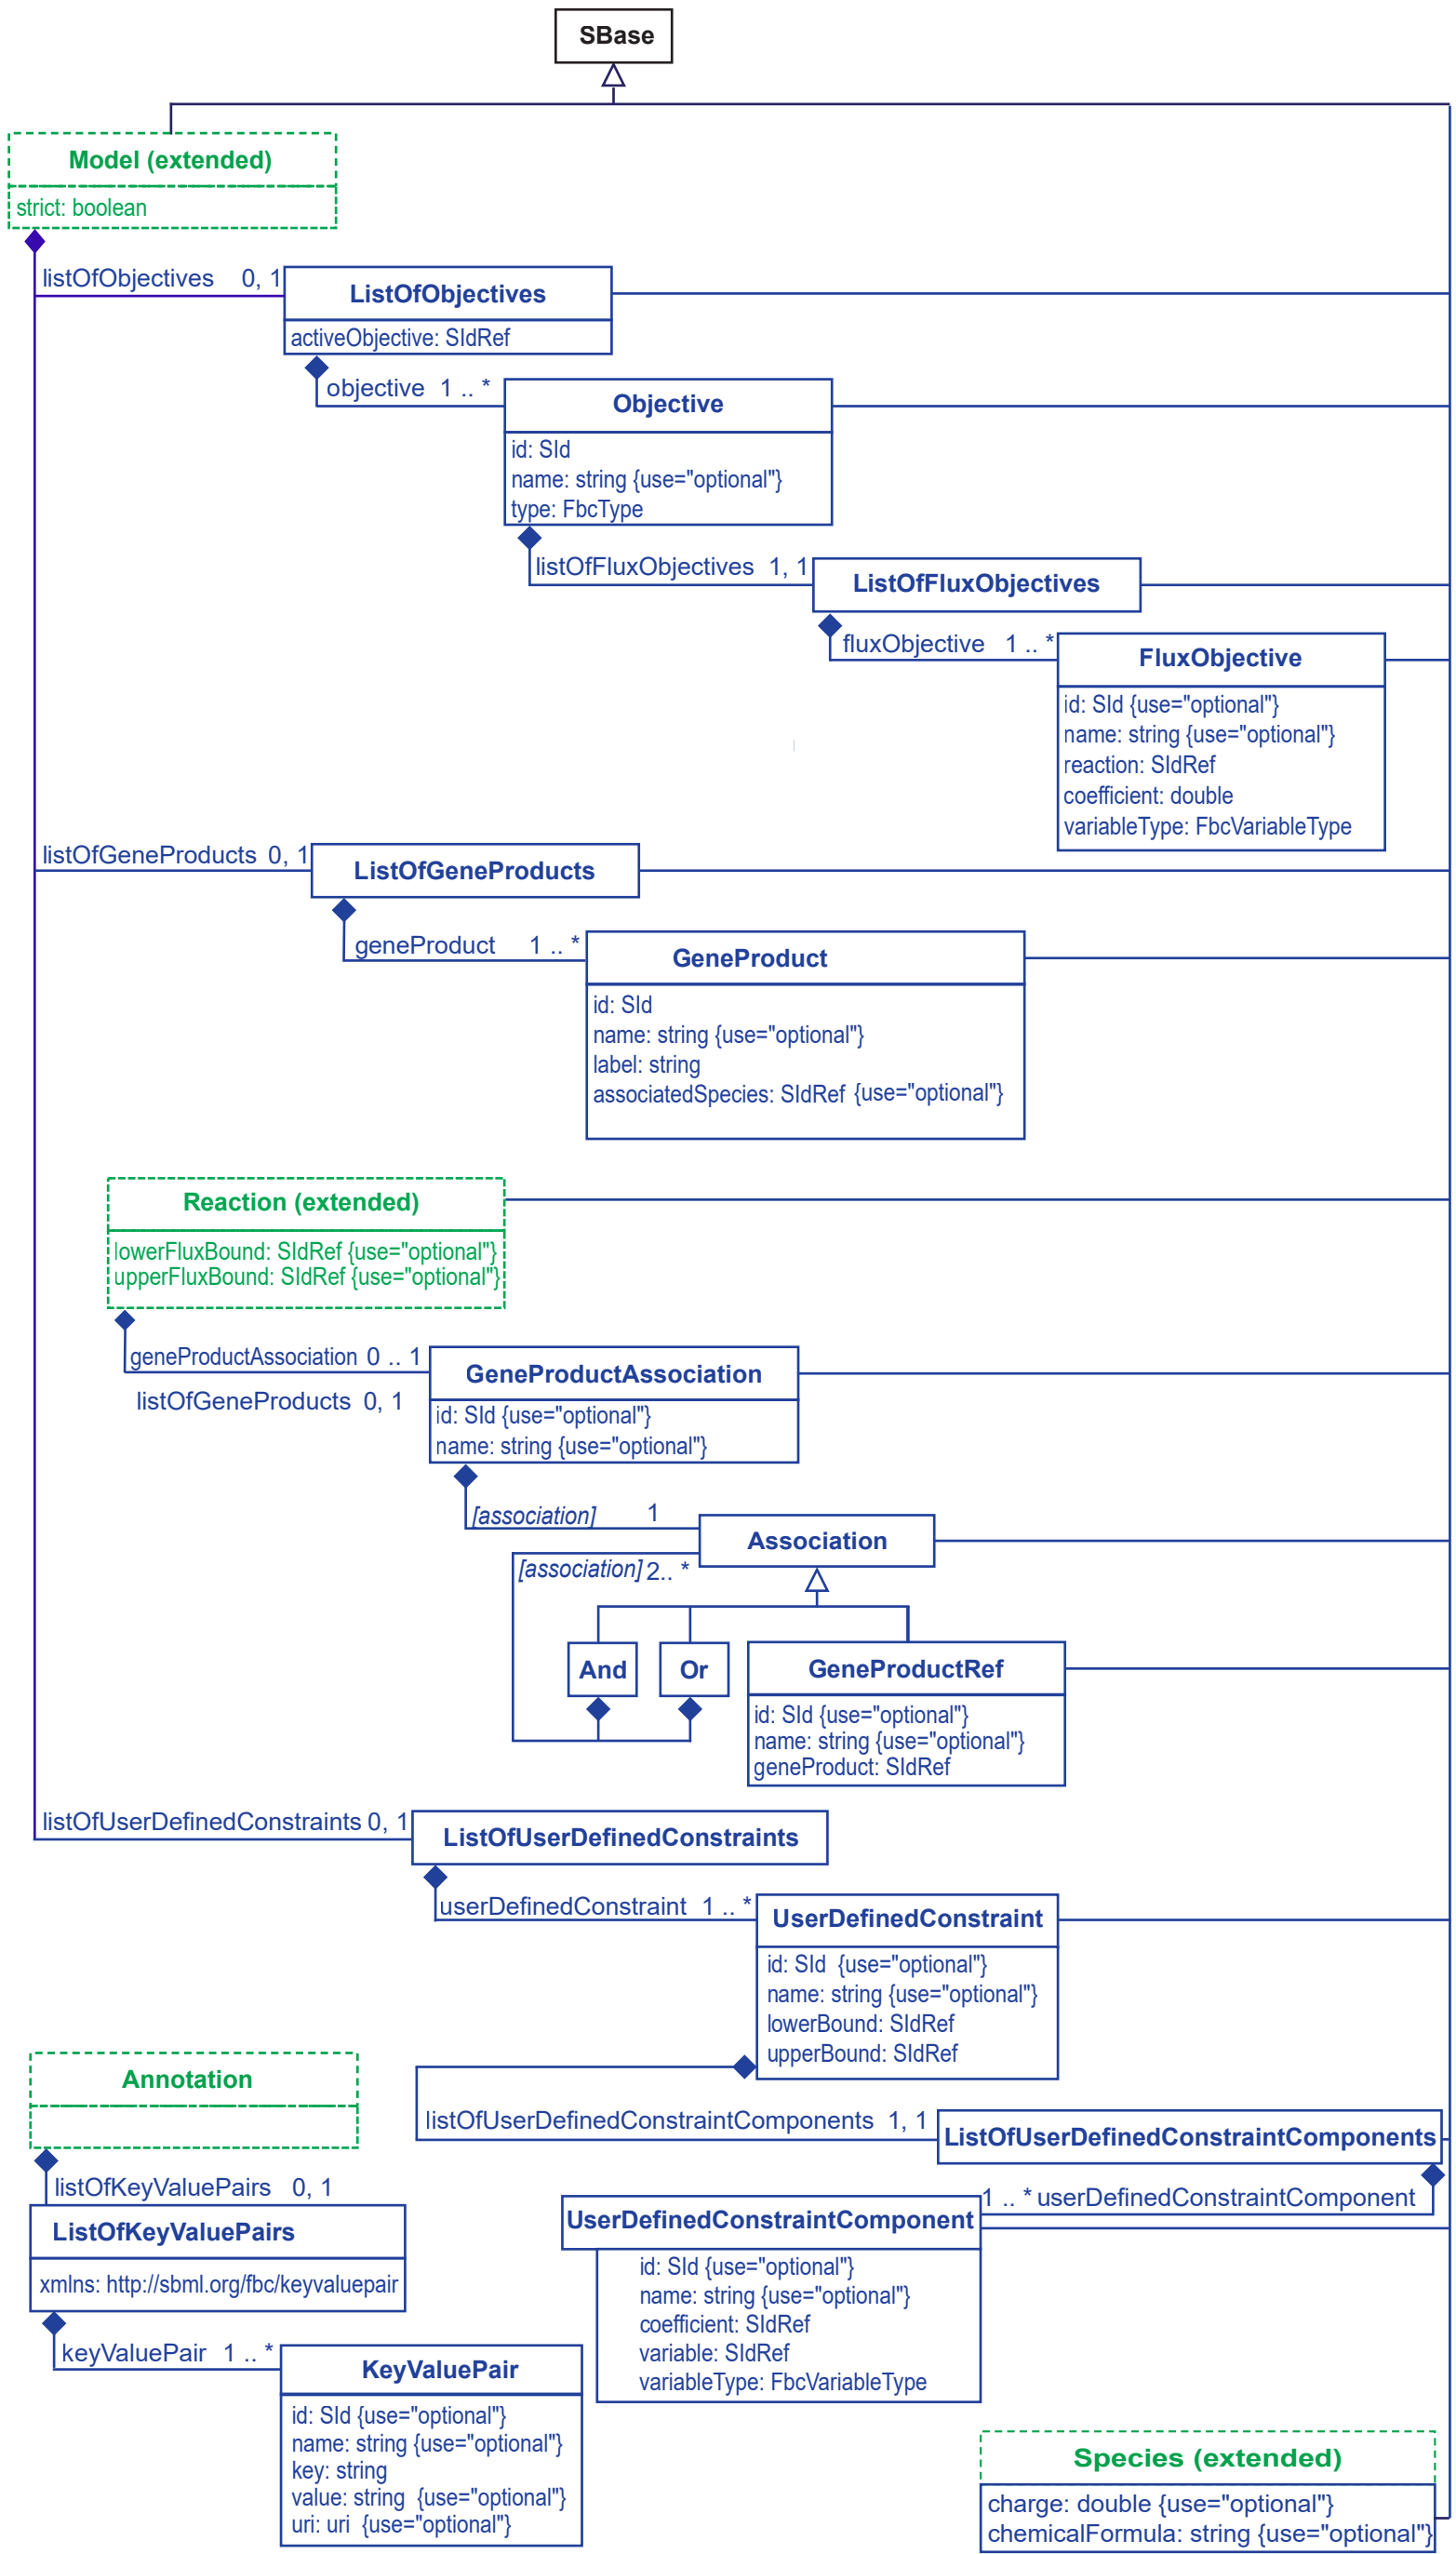 SBase
Model (extended)
strict: boolean
listOfObjectives 0, 1
ListOfObjectives
activeObjective: SIdRef
objective 1 .. *
Objective
id: SId
name: string {use="optional"}
type: FbcType
listOfFluxObjectives 1, 1
ListOfFluxObjectives
fluxObjective 1 .. *
FluxObjective
id: SId {use="optional"}
name: string {use="optional"}
reaction: SIdRef
coefficient: double
variableType: FbcVariableType
listOfGeneProducts 0, 1
ListOfGeneProducts
geneProduct 1 .. *
GeneProduct
id: SId
name: string {use="optional"}
label: string
associatedSpecies: SIdRef {use="optional"}
Reaction (extended)
lowerFluxBound: SIdRef {use="optional"}
upperFluxBound: SIdRef {use="optional"}
geneProductAssociation 0 .. 1
listOfGeneProducts 0, 1
GeneProductAssociation
id: SId {use="optional"}
name: string {use="optional"}
[association] 1
Association
[association] 2.. *
And
Or
GeneProductRef
id: SId {use="optional"}
name: string {use="optional"}
geneProduct: SIdRef
listOfUserDefinedConstraints 0, 1
ListOfUserDefinedConstraints
userDefinedConstraint 1 .. *
UserDefinedConstraint
id: SId {use="optional"}
name: string {use="optional"}
lowerBound: SIdRef
upperBound: SIdRef
listOfUserDefinedConstraintComponents 1, 1
ListOfUserDefinedConstraintComponents
1 .. * userDefinedConstraintComponent
UserDefinedConstraintComponent
id: SId {use="optional"}
name: string {use="optional"}
coefficient: SIdRef
variable: SIdRef
variableType: FbcVariableType
Annotation
listOfKeyValuePairs 0, 1
ListOfKeyValuePairs
xmlns: http://sbml.org/fbc/keyvaluepair
keyValuePair 1 .. *
KeyValuePair
id: SId {use="optional"}
name: string {use="optional"}
key: string
value: string {use="optional"}
uri: uri {use="optional"}
Species (extended)
charge: double {use="optional"}
chemicalFormula: string {use="optional"}